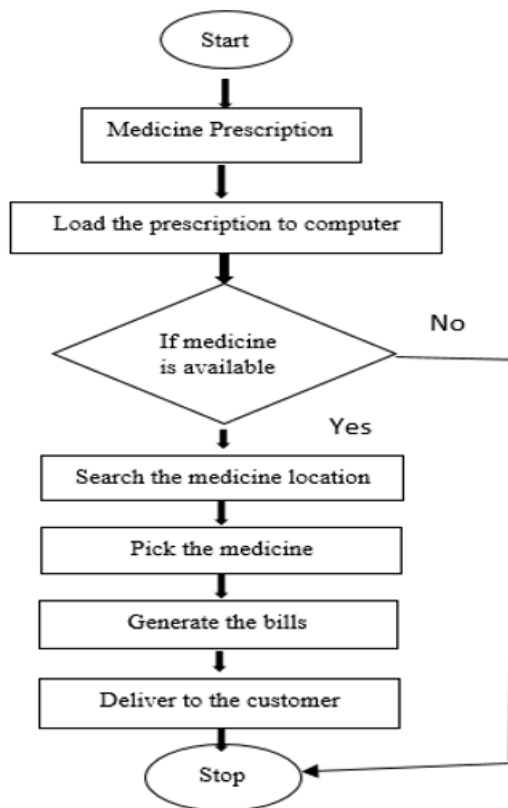 Start
Medicine Prescription
Load the prescription to computer
If medicine
is available
No
Yes
Search the medicine location
Pick the medicine
Generate the bills
Deliver to the customer
Stop